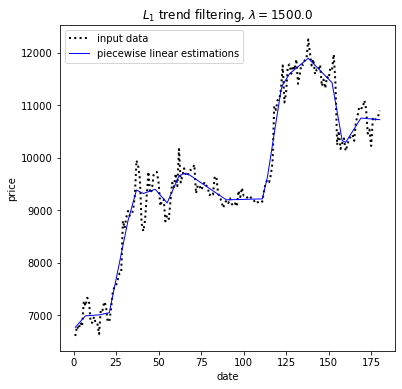 L₁ trend filtering, λ = 1500.0
input data
piecewise linear estimations
12000
11000
10000
9000
8000
7000
price
0 25 50 75 100 125 150 175
date